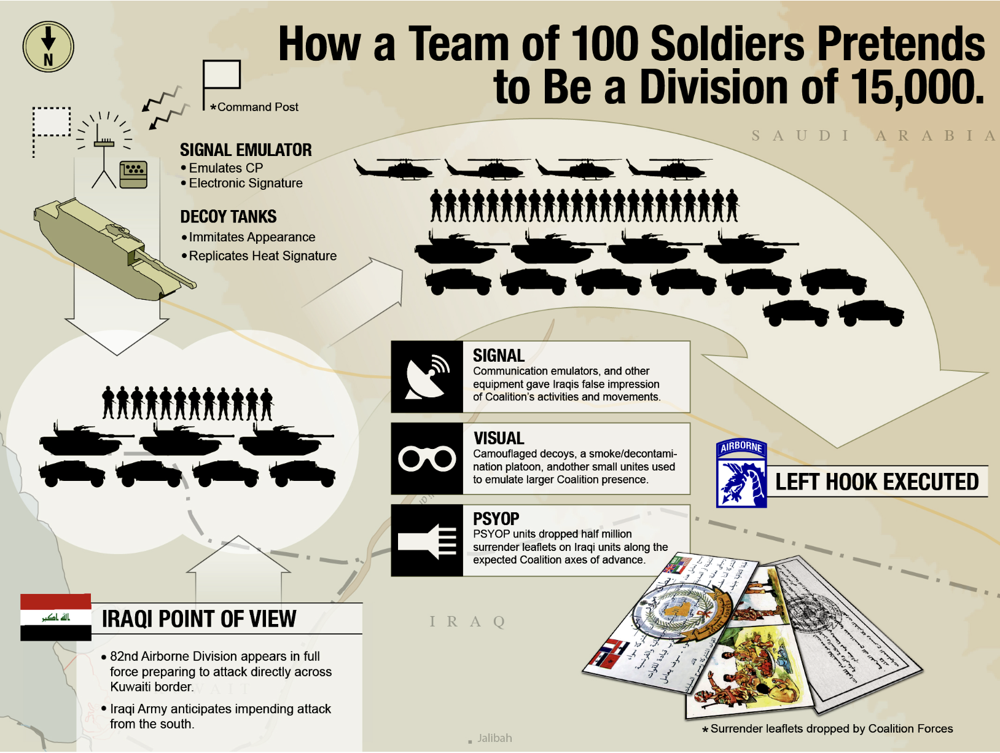 How a Team of 100 Soldiers Pretends
to Be a Division of 15,000.
N
*Command Post
SAUDI ARABIA
SIGNAL EMULATOR
• Emulates CP
• Electronic Signature
DECOY TANKS
• Immitates Appearance
• Replicates Heat Signature
SIGNAL
Communication emulators, and other
equipment gave Iraqis false impression
of Coalition's activities and movements.
VISUAL
Camouflaged decoys, a smoke/decontami-
nation platoon, andother small unites used
to emulate larger Coalition presence.
PSYOP
PSYOP units dropped half million
surrender leaflets on Iraqi units along the
expected Coalition axes of advance.
AIRBORNE
LEFT HOOK EXECUTED
الله اكبر
IRAQI POINT OF VIEW
• 82nd Airborne Division appears in full
force preparing to attack directly across
Kuwaiti border.
• Iraqi Army anticipates impending attack
from the south.
IRAQ
JOINT FORCES
*Surrender leaflets dropped by Coalition Forces
Jalibah